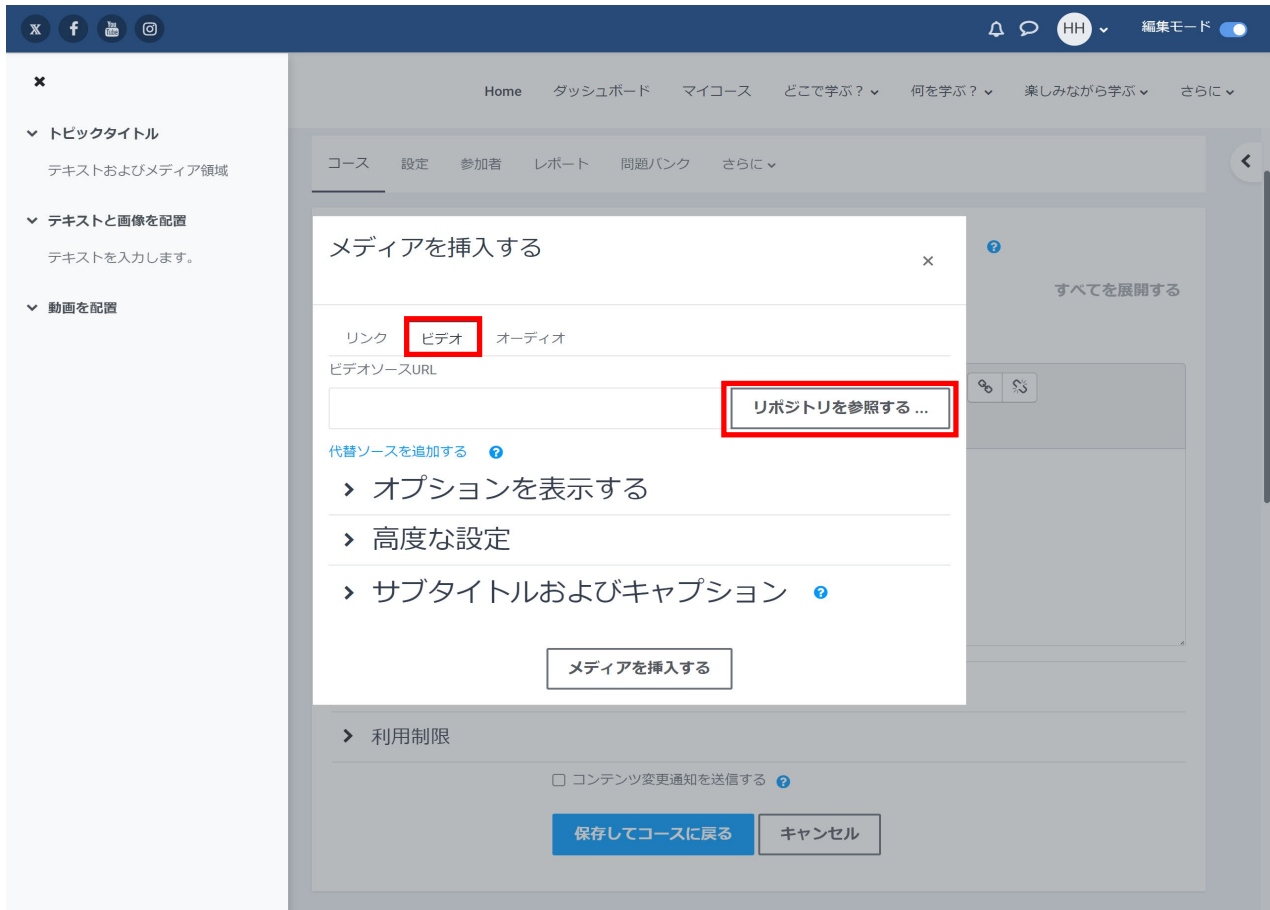 HH
編集モード
Home ダッシュボード マイコース どこで学ぶ? 何を学ぶ? 楽しみながら学ぶ さらに
トピックタイトル
テキストおよびメディア領域
テキストと画像を配置
テキストを入力します。
動画を配置
コース 設定 参加者 レポート 問題バンク さらに
すべてを展開する
メディアを挿入する
リンク ビデオ オーディオ
ビデオソースURL
リポジトリを参照する ...
代替ソースを追加する
オプションを表示する
高度な設定
サブタイトルおよびキャプション
メディアを挿入する
利用制限
コンテンツ変更通知を送信する
保存してコースに戻る キャンセル